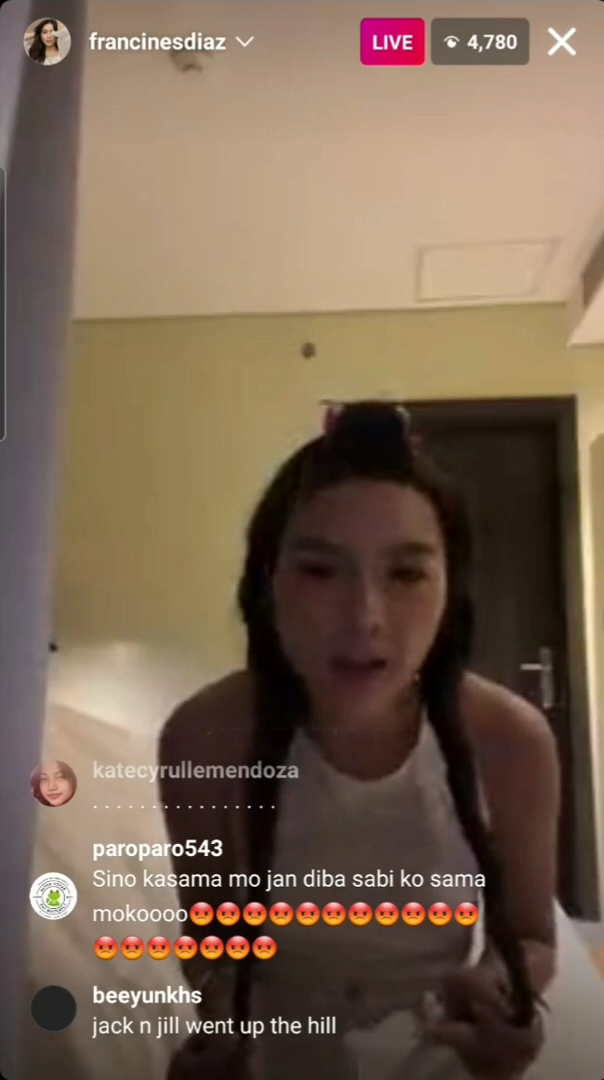 francinesdiaz
LIVE
4,780
katecyrullemendoza
. . . . . . . . . . . . . . . .
paroparo543
Sino kasama mo jan diba sabi ko sama
mokoooo😡😡😡😡😡😡😡😡😡😡😡
😡😡😡😡😡😡😡
beeyunkhs
jack n jill went up the hill